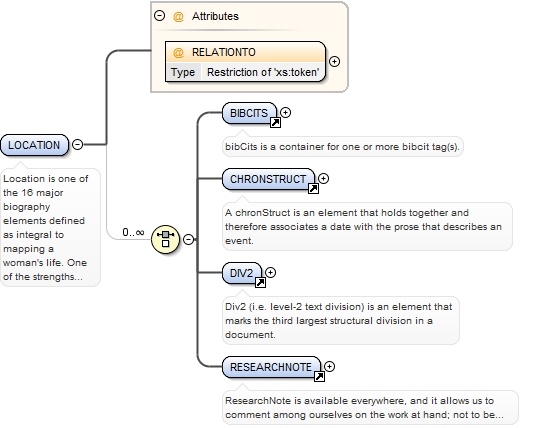 @ Attributes
@ RELATIONTO
Type Restriction of 'xs:token'
LOCATION
Location is one of
the 16 major
biography
elements defined
as integral to
mapping a
woman's life. One
of the strengths...
0..∞
BIBCITS
bibCits is a container for one or more bibcit tag(s).
CHRONSTRUCT
A chronStruct is an element that holds together and
therefore associates a date with the prose that describes an
event.
DIV2
Div2 (i.e. level-2 text division) is an element that
marks the third largest structural division in a
document.
RESEARCHNOTE
ResearchNote is available everywhere, and it allows us to
comment among ourselves on the work at hand; not to be...